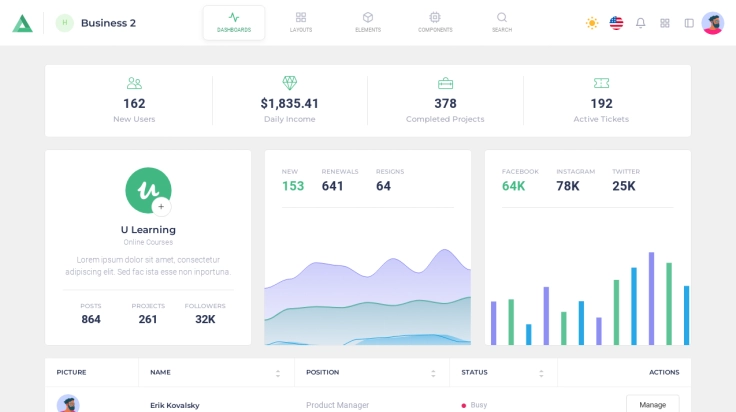 H
Business 2
DASHBOARDS
LAYOUTS
ELEMENTS
COMPONENTS
SEARCH
162
New Users
$1,835.41
Daily Income
378
Completed Projects
192
Active Tickets
u
U Learning
Online Courses
Lorem ipsum dolor sit amet, consectetur
adipiscing elit. Sed fac ista esse non inportuna.
POSTS PROJECTS FOLLOWERS
864 261 32K
NEW RENEWALS RESIGNS
153 641 64
FACEBOOK INSTAGRAM TWITTER
64K 78K 25K
PICTURE NAME POSITION STATUS ACTIONS
Erik Kovalsky Product Manager Busy Manage